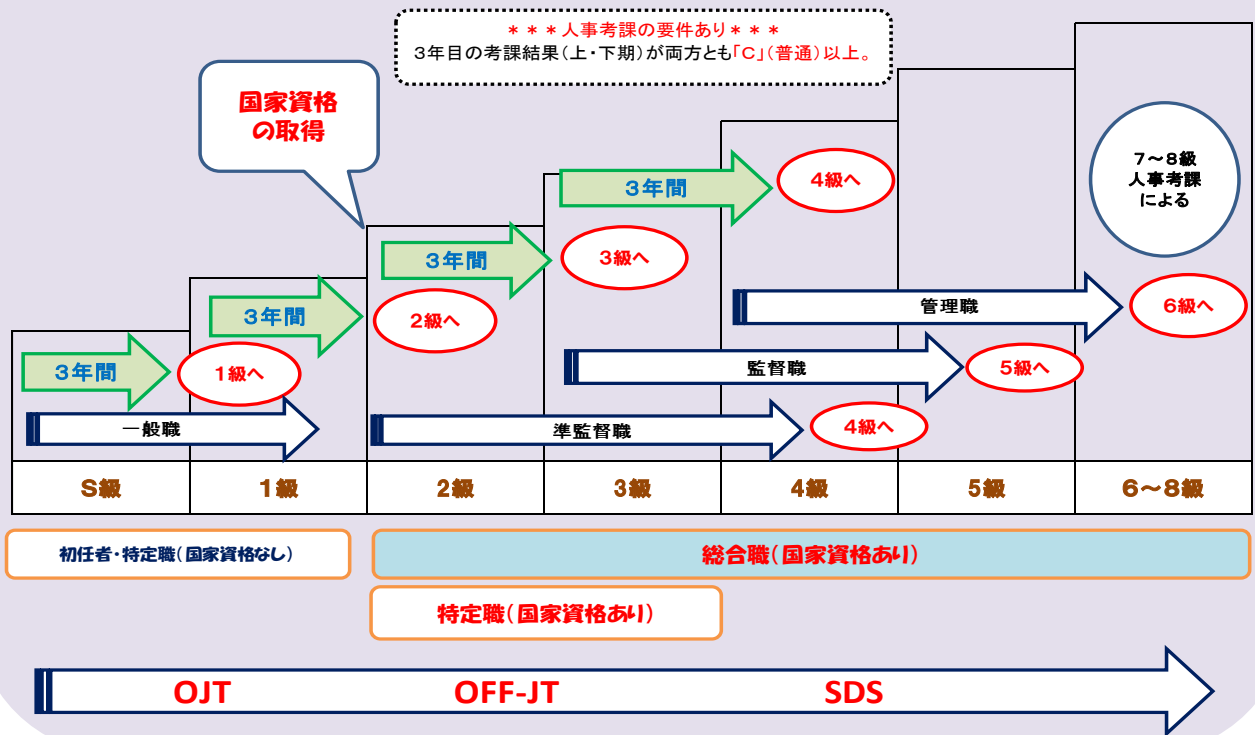 ＊＊＊人事考課の要件あり＊＊＊
３年目の考課結果（上・下期）が両方とも「Ｃ」（普通）以上。
国家資格
の取得
７～８級
人事考課
による
３年間
４級へ
３年間
３級へ
３年間
２級へ
３年間
１級へ
管理職
６級へ
監督職
５級へ
一般職
準監督職
４級へ
S級
１級
２級
３級
４級
５級
６～８級
初任者・特定職（国家資格なし）
総合職（国家資格あり）
特定職（国家資格あり）
OJT
OFF-JT
SDS